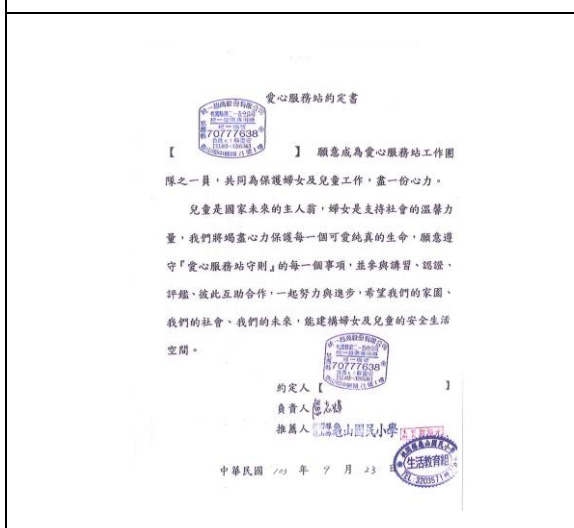 愛心服務站約定書
70777638
【 】願意成為愛心服務站工作團
隊之一員，共同為保護婦女及兒童工作，盡一份心力。
兒童是國家未來的主人翁，婦女是支持社會的溫馨力
量，我們將竭盡心力保護每一個可愛純真的生命，願意遵
守『愛心服務站守則』的每一個事項，並參與講習、認證、
評鑑、彼此互助合作，一起努力與進步，希望我們的家園、
我們的社會、我們的未來，能建構婦女及兒童的安全生活
空間。
70777638
約定人【 】
負責人
推薦人 龜山國民小學
生活教育組
中華民國 103 年 9 月 23 日